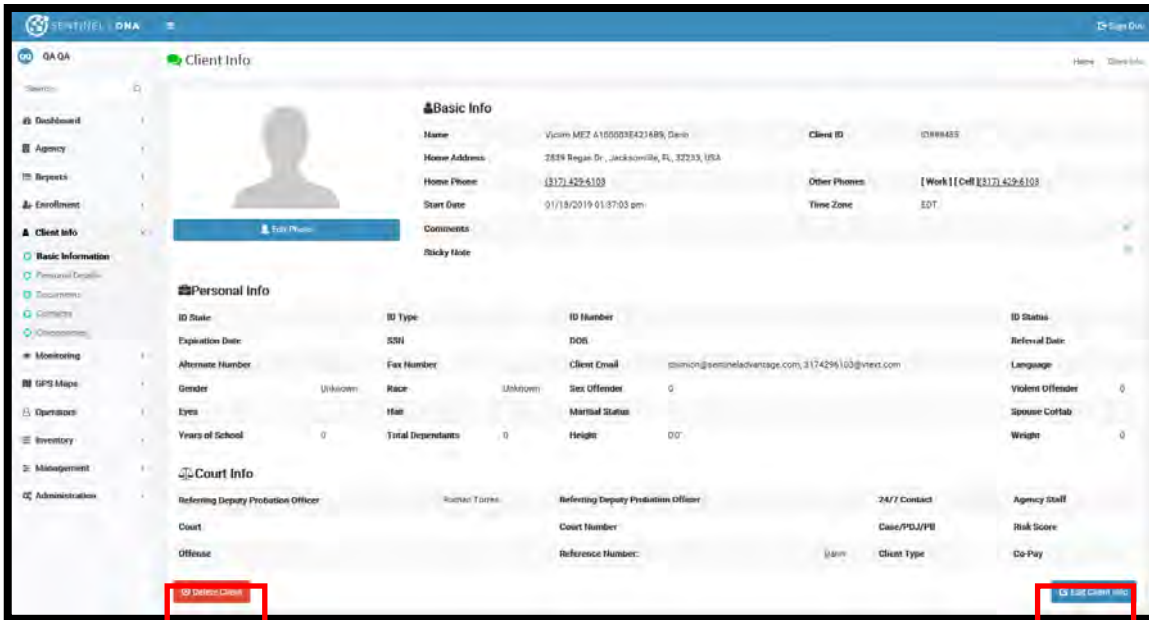 SENTINEL DNA
Sign Out
QA QA
Client Info
Home Client Info
Search
Dashboard
Agency
Reports
Enrollment
Client Info
Basic Information
Personal Details
Documents
Contacts
Monitoring
GPS Maps
Operators
Inventory
Management
Administration
Edit Photo
Basic Info
Name Victim MEZ Client ID
Home Address 2839 Regan Dr , Jacksonville, FL, 32233, USA
Home Phone (317) 429-6103 Other Phones [ Work ] [ Cell ](317) 429-6103
Start Date 01/18/2019 01:37:03 pm Time Zone EDT
Comments
Sticky Note
Personal Info
ID State ID Type ID Number ID Status
Expiration Date SSN DOB Referral Date
Alternate Number Fax Number Client Email @sentineladvantage.com, 3174296103@vtext.com Language
Gender Unknown Race Unknown Sex Offender 0 Violent Offender 0
Eyes Hair Marital Status Spouse CoHab
Years of School 0 Total Dependants 0 Height 0'0" Weight 0
Court Info
Referring Deputy Probation Officer Roman Torres Referring Deputy Probation Officer 24/7 Contact Agency Staff
Court Court Number Case/PDJ/PB Risk Score
Offense Reference Number: Client Type Co-Pay
Delete Client
Edit Client Info